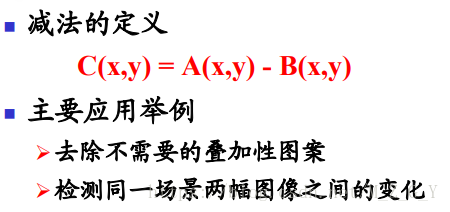 减法的定义
C(x,y) = A(x,y) - B(x,y)
主要应用举例
去除不需要的叠加性图案
检测同一场景两幅图像之间的变化